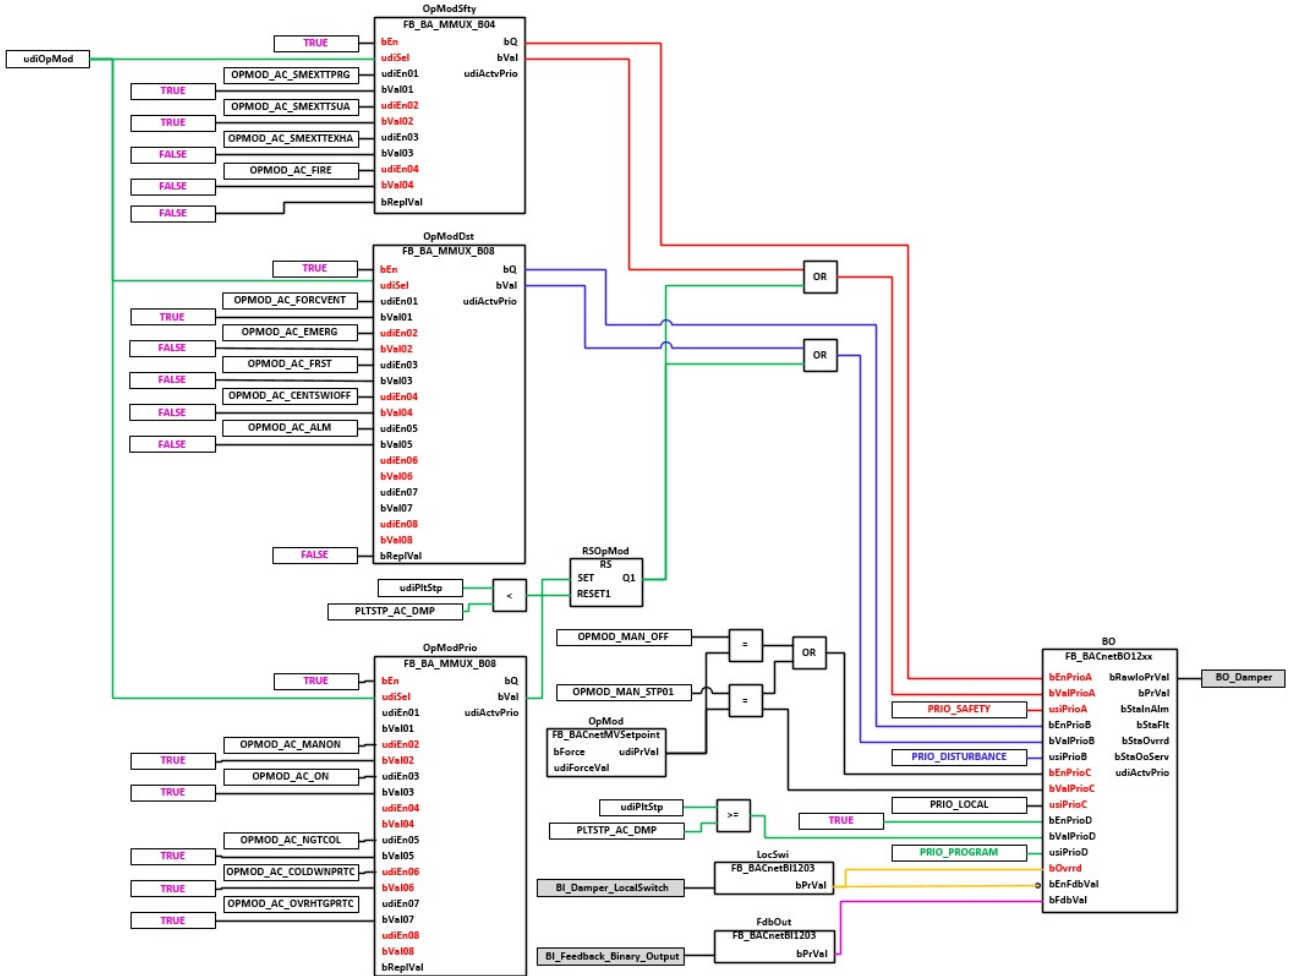 OpModSfty
FB_BA_MMUX_B04
TRUE bEn bQ
udiOpMod udiSel bVal
OPMOD_AC_SMEXTTPRG udiEn01 udiActvPrio
TRUE bVal01
OPMOD_AC_SMEXTTSUA udiEn02
TRUE bVal02
OPMOD_AC_SMEXTTEXHA udiEn03
FALSE bVal03
OPMOD_AC_FIRE udiEn04
FALSE bVal04
FALSE bReplVal
OpModDst
FB_BA_MMUX_B08
TRUE bEn bQ
udiSel bVal
OPMOD_AC_FORCVENT udiEn01 udiActvPrio
TRUE bVal01
OPMOD_AC_EMERG udiEn02
FALSE bVal02
OPMOD_AC_FRST udiEn03
FALSE bVal03
OPMOD_AC_CENTSWIOFF udiEn04
FALSE bVal04
OPMOD_AC_ALM udiEn05
FALSE bVal05
udiEn06
bVal06
udiEn07
bVal07
udiEn08
bVal08
FALSE bReplVal
OR
OR
RSOpMod
RS
SET Q1
RESET1
udiPltStp
<
PLTSTP_AC_DMP
OpModPrio
FB_BA_MMUX_B08
TRUE bEn bQ
udiSel bVal
udiEn01 udiActvPrio
bVal01
OPMOD_AC_MANON udiEn02
TRUE bVal02
OPMOD_AC_ON udiEn03
TRUE bVal03
udiEn04
bVal04
OPMOD_AC_NGTCOL udiEn05
TRUE bVal05
OPMOD_AC_COLDWNPRTC udiEn06
TRUE bVal06
OPMOD_AC_OVRHTGPRTC udiEn07
TRUE bVal07
udiEn08
bVal08
bReplVal
OPMOD_MAN_OFF = OR
OPMOD_MAN_STP01 =
OpMod
FB_BACnetMVSetpoint
bForce udiPrVal
udiForceVal
udiPltStp
>=
PLTSTP_AC_DMP
LocSwi
FB_BACnetBI1203
BI_Damper_LocalSwitch bPrVal
FdbOut
FB_BACnetBI1203
BI_Feedback_Binary_Output bPrVal
BO
FB_BACnetBO12xx
bEnPrioA bRawIoPrVal BO_Damper
bValPrioA bPrVal
PRIO_SAFETY usiPrioA bStaInAlm
bEnPrioB bStaFlt
bValPrioB bStaOvrrd
PRIO_DISTURBANCE usiPrioB bStaOoServ
bEnPrioC udiActvPrio
bValPrioC
PRIO_LOCAL usiPrioC
TRUE bEnPrioD
bValPrioD
PRIO_PROGRAM usiPrioD
bOvrrd
bEnFdbVal
bFdbVal